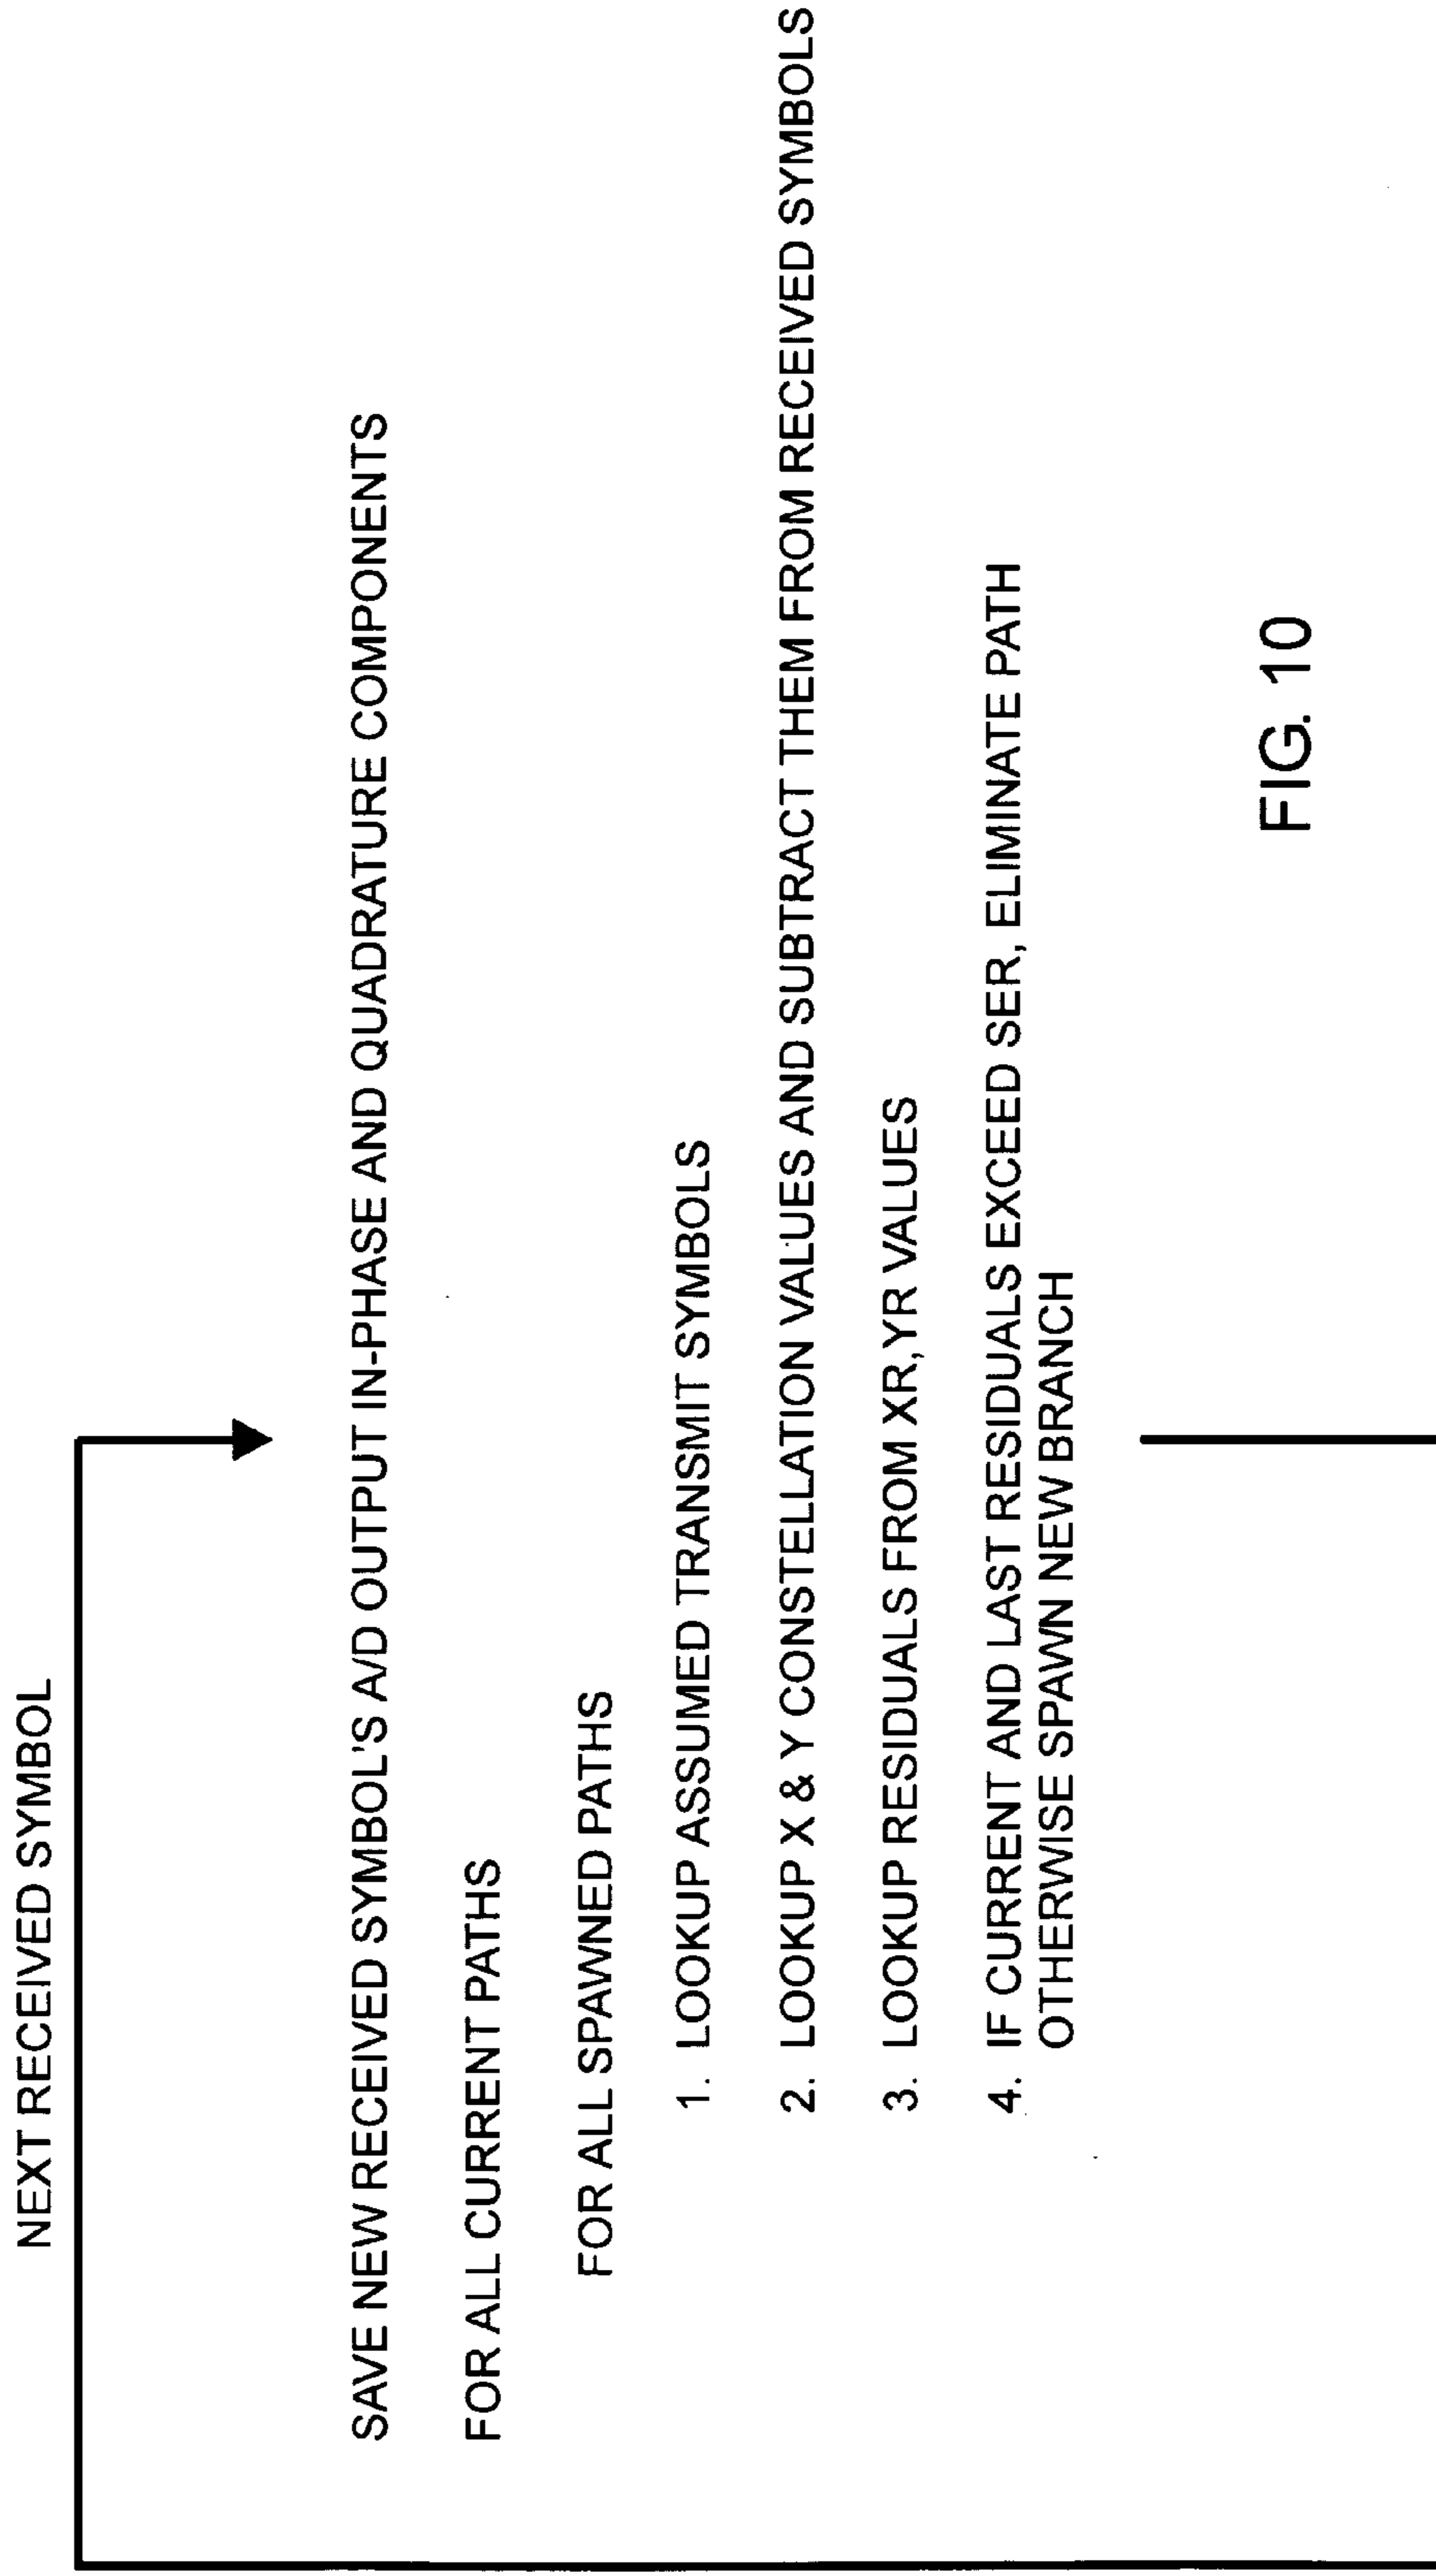 NEXT RECEIVED SYMBOL
SAVE NEW RECEIVED SYMBOL'S A/D OUTPUT IN-PHASE AND QUADRATURE COMPONENTS
FOR ALL CURRENT PATHS
FOR ALL SPAWNED PATHS
1. LOOKUP ASSUMED TRANSMIT SYMBOLS
2. LOOKUP X & Y CONSTELLATION VALUES AND SUBTRACT THEM FROM RECEIVED SYMBOLS
3. LOOKUP RESIDUALS FROM XR,YR VALUES
4. IF CURRENT AND LAST RESIDUALS EXCEED SER, ELIMINATE PATH
OTHERWISE SPAWN NEW BRANCH
FIG. 10